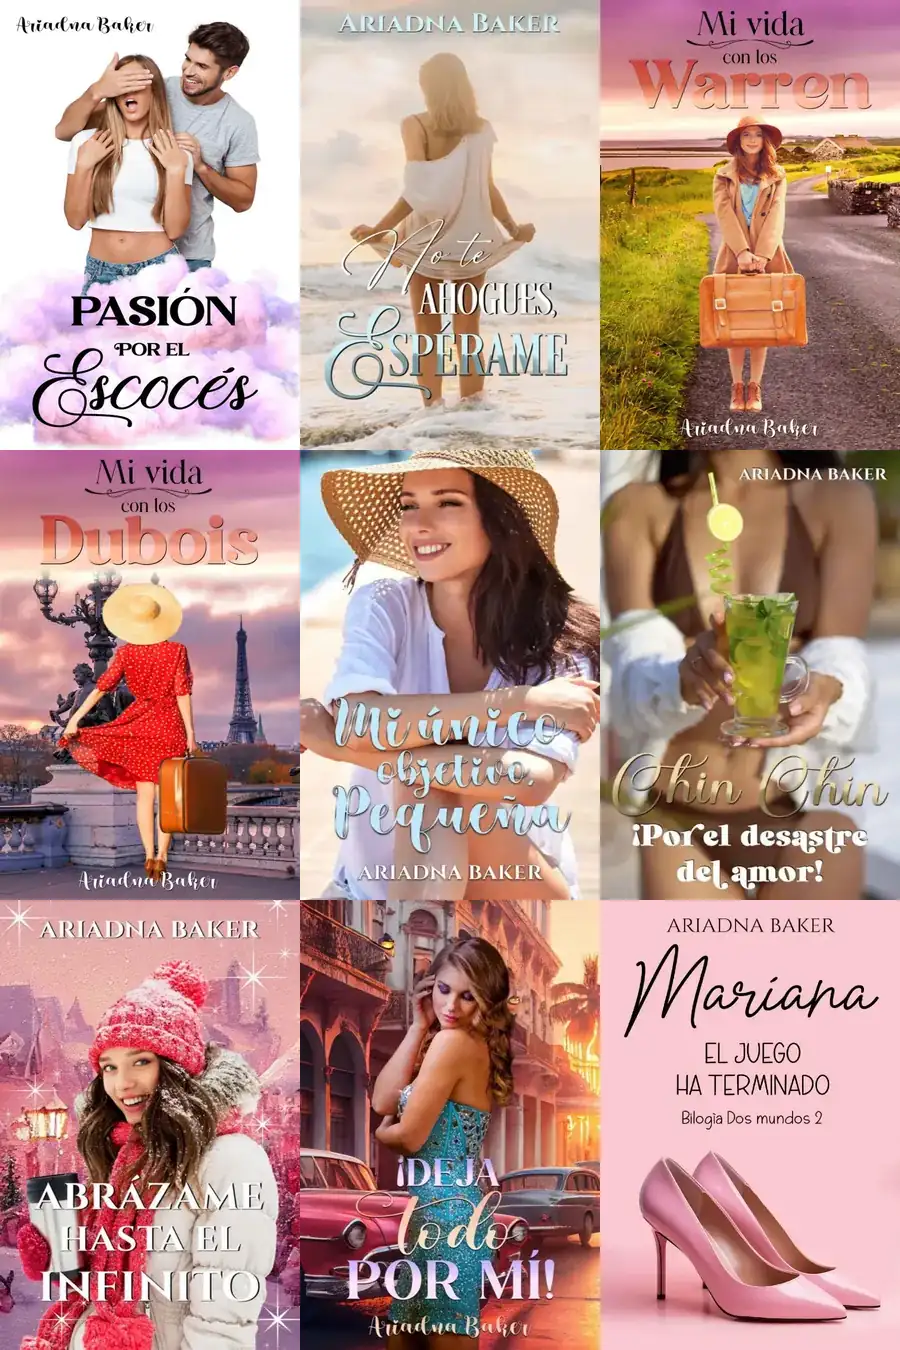 Ariadna Baker
PASIÓN
POR EL
Escocés
ARIADNA BAKER
No te
AHOGUES,
ESPÉRAME
Mi vida
con los
Warren
Ariadna Baker
Mi vida
con los
Dubois
Ariadna Baker
Mi único
objetivo,
Pequeña
ARIADNA BAKER
ARIADNA BAKER
Chin Chin
¡Por el desastre
del amor!
ARIADNA BAKER
ABRÁZAME
HASTA EL
INFINITO
¡DEJA
todo
POR MÍ!
Ariadna Baker
ARIADNA BAKER
Mariana
EL JUEGO
HA TERMINADO
Bilogía Dos mundos 2